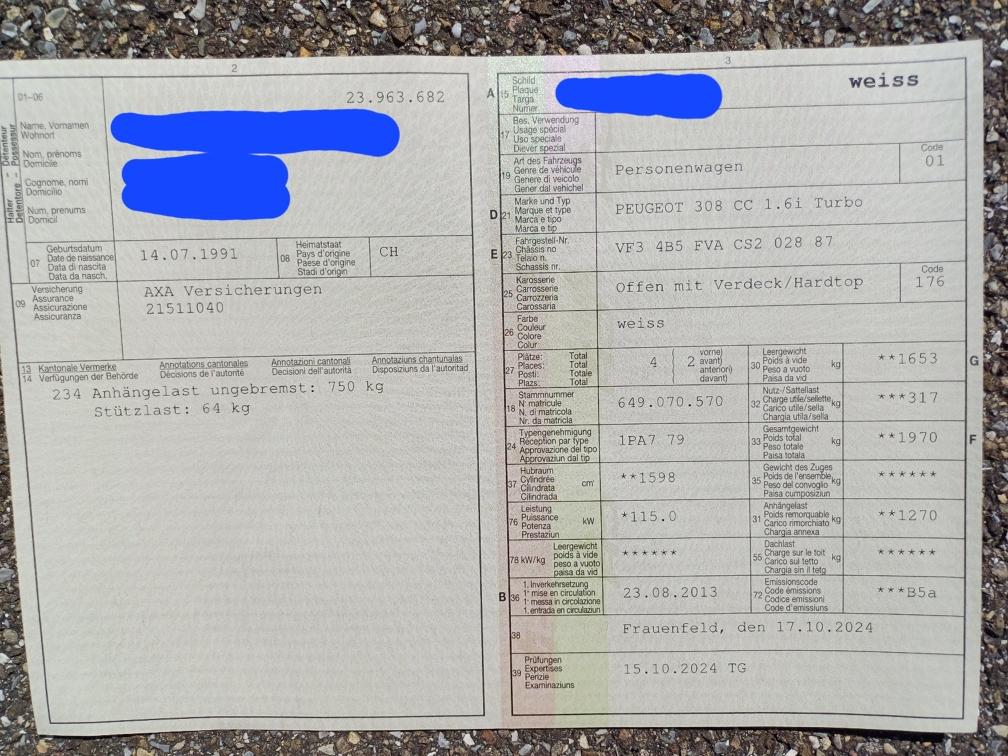 2
01-06
23.963.682
Halter - Détenteur
Detentore - Possessur
Name, Vornamen
Wohnort
Nom, prénoms
Domicile
Cognome, nomi
Domicilio
Num, prenums
Domicil
07
Geburtsdatum
Date de naissance
Data di nascita
Data da nasch.
14.07.1991
08
Heimatstaat
Pays d'origine
Paese d'origine
Stadi d'origin
CH
09
Versicherung
Assurance
Assicurazione
Assicuranza
AXA Versicherungen
21511040
13 Kantonale Vermerke Annotations cantonales Annotazioni cantonali Annotaziuns chantunalas
14 Verfügungen der Behörde Décisions de l'autorité Decisioni dell'autorità Disposiziuns da l'autoritad
234 Anhängelast ungebremst: 750 kg
Stützlast: 64 kg
3
A 15
Schild
Plaque
Targa
Numer
weiss
17
Bes. Verwendung
Usage spécial
Uso speciale
Diever spezial
19
Art des Fahrzeugs
Genre de véhicule
Genere di veicolo
Gener dal vehichel
Personenwagen
Code
01
D 21
Marke und Typ
Marque et type
Marca e tipo
Marca e tip
PEUGEOT 308 CC 1.6i Turbo
E 23
Fahrgestell-Nr.
Châssis no
Telaio n.
Schassis nr.
VF3 4B5 FVA CS2 028 87
25
Karosserie
Carrosserie
Carrozzeria
Carossaria
Offen mit Verdeck/Hardtop
Code
176
26
Farbe
Couleur
Colore
Colur
weiss
27
Plätze: Total
Places: Total
Posti: Totale
Plazs: Total
4
2
vorne)
avant)
anteriori)
davant)
30
Leergewicht
Poids à vide
Peso a vuoto
Paisa da vid
kg
**1653
G
18
Stammnummer
N. matricule
N. di matricola
Nr. da matricla
649.070.570
32
Nutz-/Sattellast
Charge utile/sellette
Carico utile/sella
Chargia utila/sella
kg
***317
24
Typengenehmigung
Réception par type
Approvazione del tipo
Approvaziun dal tip
1PA7 79
33
Gesamtgewicht
Poids total
Peso totale
Paisa totala
kg
**1970
F
37
Hubraum
Cylindrée
Cilindrata
Cilindrada
cm³
**1598
35
Gewicht des Zuges
Poids de l'ensemble
Peso del convoglio
Paisa cumposiziun
kg
******
76
Leistung
Puissance
Potenza
Prestaziun
kW
*115.0
31
Anhängelast
Poids remorquable
Carico rimorchiato
Chargia annexa
kg
**1270
78 kW/kg
Leergewicht
poids à vide
peso a vuoto
paisa da vid
******
55
Dachlast
Charge sur le toit
Carico sul tetto
Chargia sin il tetg
kg
******
B 36
1. Inverkehrsetzung
1re mise en circulation
1a messa in circolazione
1. entrada en circulaziun
23.08.2013
72
Emissionscode
Code émissions
Codice emissioni
Code d'emissiuns
***B5a
38
Frauenfeld, den 17.10.2024
39
Prüfungen
Expertises
Perizie
Examinaziuns
15.10.2024 TG